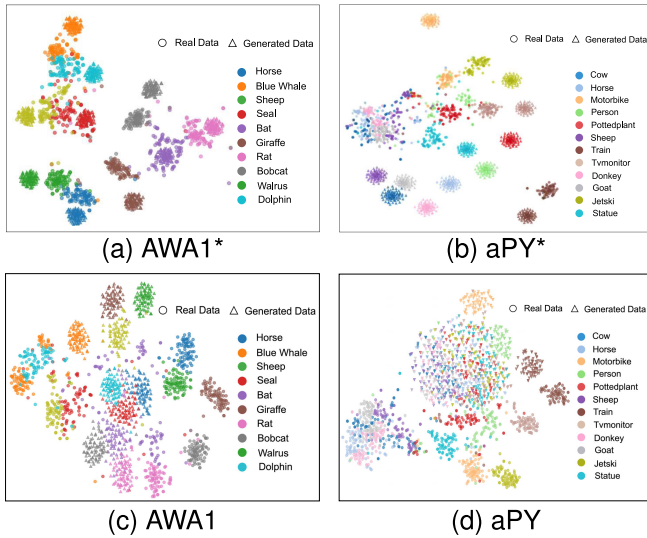 Real Data Generated Data
Horse
Blue Whale
Sheep
Seal
Bat
Giraffe
Rat
Bobcat
Walrus
Dolphin
(a) AWA1*
Real Data Generated Data
Cow
Horse
Motorbike
Person
Pottedplant
Sheep
Train
Tvmonitor
Donkey
Goat
Jetski
Statue
(b) aPY*
Real Data Generated Data
Horse
Blue Whale
Sheep
Seal
Bat
Giraffe
Rat
Bobcat
Walrus
Dolphin
(c) AWA1
Real Data Generated Data
Cow
Horse
Motorbike
Person
Pottedplant
Sheep
Train
Tvmonitor
Donkey
Goat
Jetski
Statue
(d) aPY